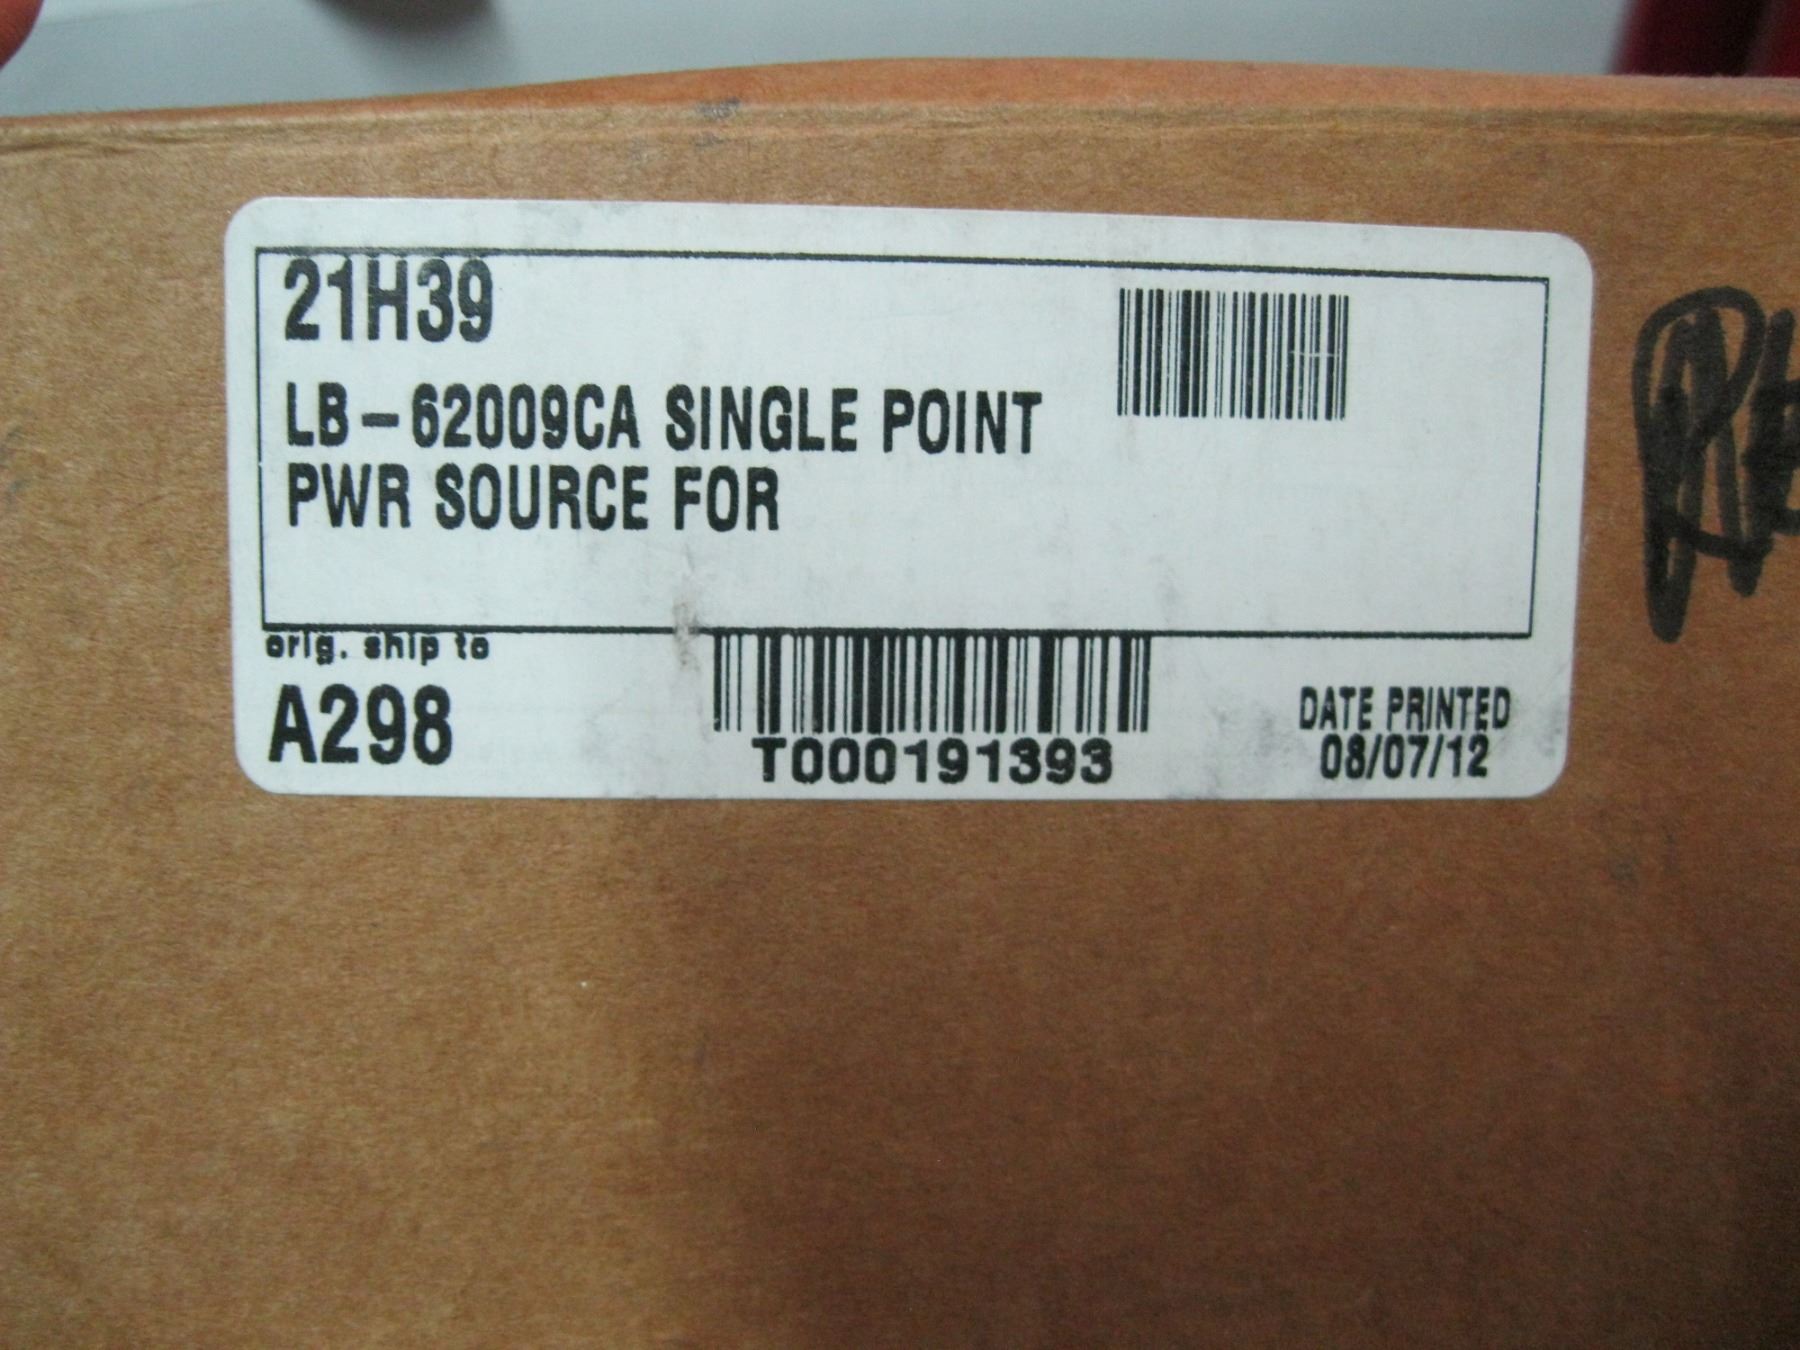 21H39
LB-62009CA SINGLE POINT
PWR SOURCE FOR
orig. ship to
A298
T000191393
DATE PRINTED
08/07/12